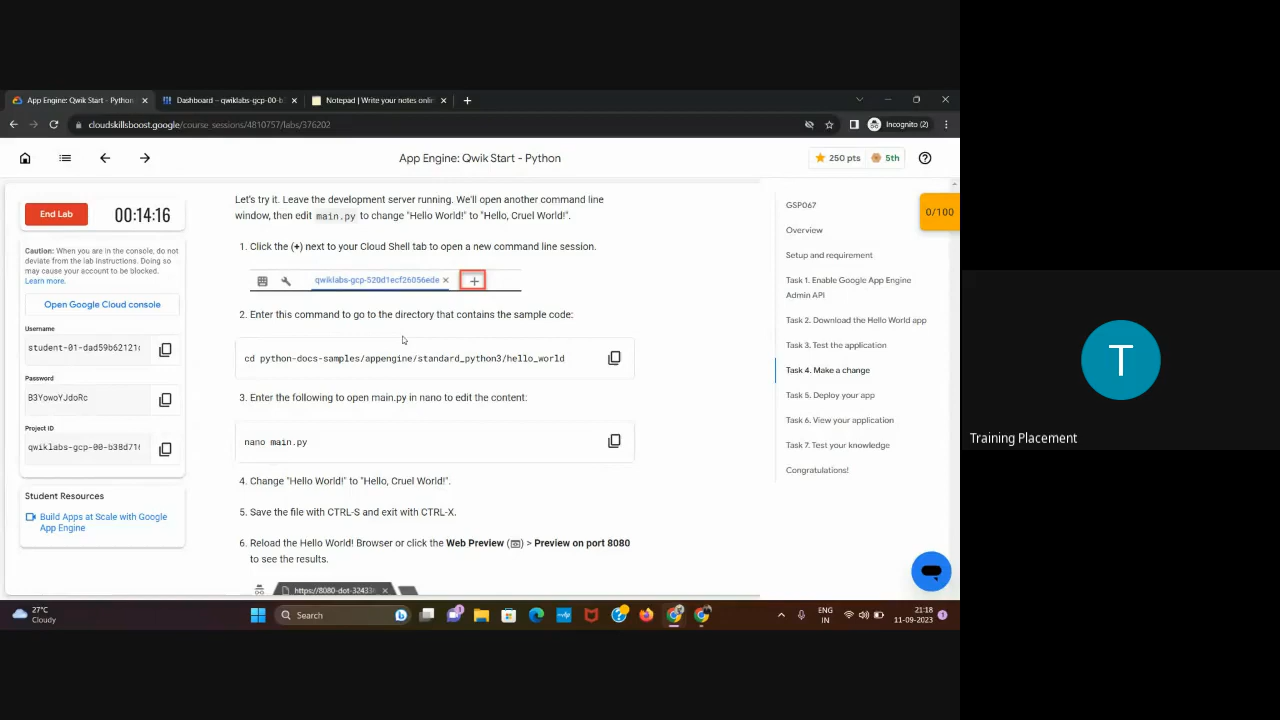 App Engine: Qwik Start - Python
Dashboard – qwiklabs-gcp-00-b
Notepad | Write your notes onlin
cloudskillsboost.google/course_sessions/4810757/labs/376202
Incognito (2)
App Engine: Qwik Start - Python
250 pts
5th
End Lab
00:14:16
Caution: When you are in the console, do not
deviate from the lab instructions. Doing so
may cause your account to be blocked.
Learn more.
Open Google Cloud console
Username
student-01-dad59b62121
Password
B3YowoYJdoRc
Project ID
qwiklabs-gcp-00-b38d71
Student Resources
Build Apps at Scale with Google
App Engine
Let's try it. Leave the development server running. We'll open another command line
window, then edit main.py to change "Hello World!" to "Hello, Cruel World!".
1. Click the (+) next to your Cloud Shell tab to open a new command line session.
qwiklabs-gcp-520d1ecf26056ede
2. Enter this command to go to the directory that contains the sample code:
cd python-docs-samples/appengine/standard_python3/hello_world
3. Enter the following to open main.py in nano to edit the content:
nano main.py
4. Change "Hello World!" to "Hello, Cruel World!".
5. Save the file with CTRL-S and exit with CTRL-X.
6. Reload the Hello World! Browser or click the Web Preview ( ) > Preview on port 8080
to see the results.
https://8080-dot-32433
GSP067
Overview
Setup and requirement
Task 1. Enable Google App Engine
Admin API
Task 2. Download the Hello World app
Task 3. Test the application
Task 4. Make a change
Task 5. Deploy your app
Task 6. View your application
Task 7. Test your knowledge
Congratulations!
0/100
27°C
Cloudy
Search
ENG
IN
21:18
11-09-2023
T
Training Placement